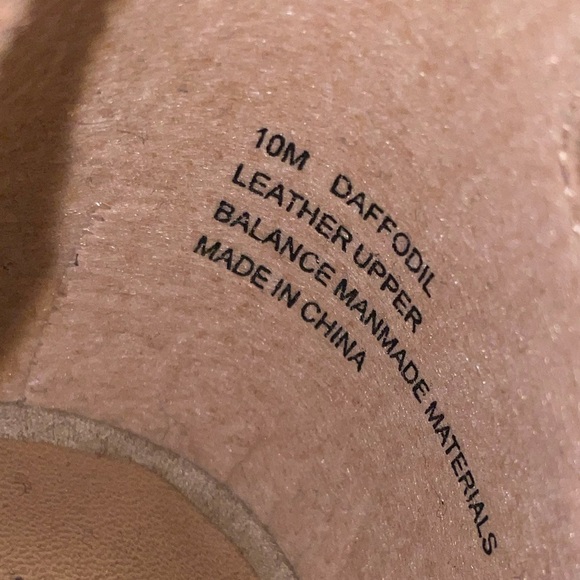 10M DAFFODIL
LEATHER UPPER
BALANCE MANMADE MATERIALS
MADE IN CHINA